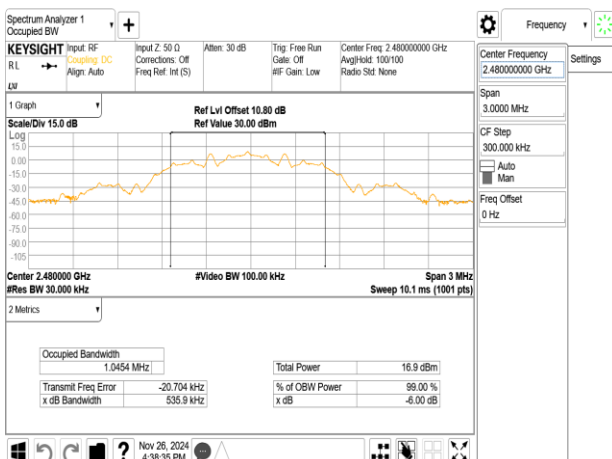 Spectrum Analyzer 1
Occupied BW
Frequency
KEYSIGHT
RL
Input: RF
Coupling: DC
Align: Auto
Input Z: 50 Ω
Corrections: Off
Freq Ref: Int (S)
Atten: 30 dB
Trig: Free Run
Gate: Off
#IF Gain: Low
Center Freq: 2.480000000 GHz
Avg|Hold: 100/100
Radio Std: None
Center Frequency
2.480000000 GHz
Settings
Span
3.0000 MHz
CF Step
300.000 kHz
Auto
Man
Freq Offset
0 Hz
1 Graph
Scale/Div 15.0 dB
Ref Lvl Offset 10.80 dB
Ref Value 30.00 dBm
Log
15.0
0.00
-15.0
-30.0
-45.0
-60.0
-75.0
-90.0
-105
Center 2.480000 GHz
#Video BW 100.00 kHz
Span 3 MHz
#Res BW 30.000 kHz
Sweep 10.1 ms (1001 pts)
2 Metrics
Occupied Bandwidth
1.0454 MHz
Total Power 16.9 dBm
Transmit Freq Error -20.704 kHz
% of OBW Power 99.00 %
x dB Bandwidth 535.9 kHz
x dB -6.00 dB
Nov 26, 2024
4:38:35 PM